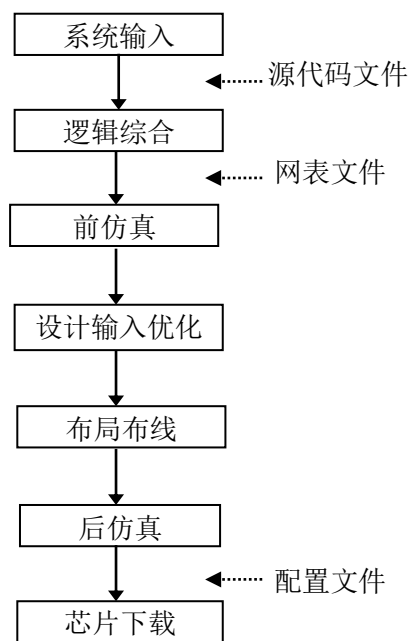 系统输入
源代码文件
逻辑综合
网表文件
前仿真
设计输入优化
布局布线
后仿真
配置文件
芯片下载